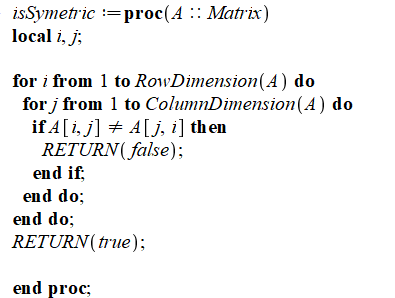 isSymetric := proc(A :: Matrix)
local i, j;
for i from 1 to RowDimension(A) do
for j from 1 to ColumnDimension(A) do
if A[i, j] ≠ A[j, i] then
RETURN(false);
end if;
end do;
end do;
RETURN(true);
end proc;